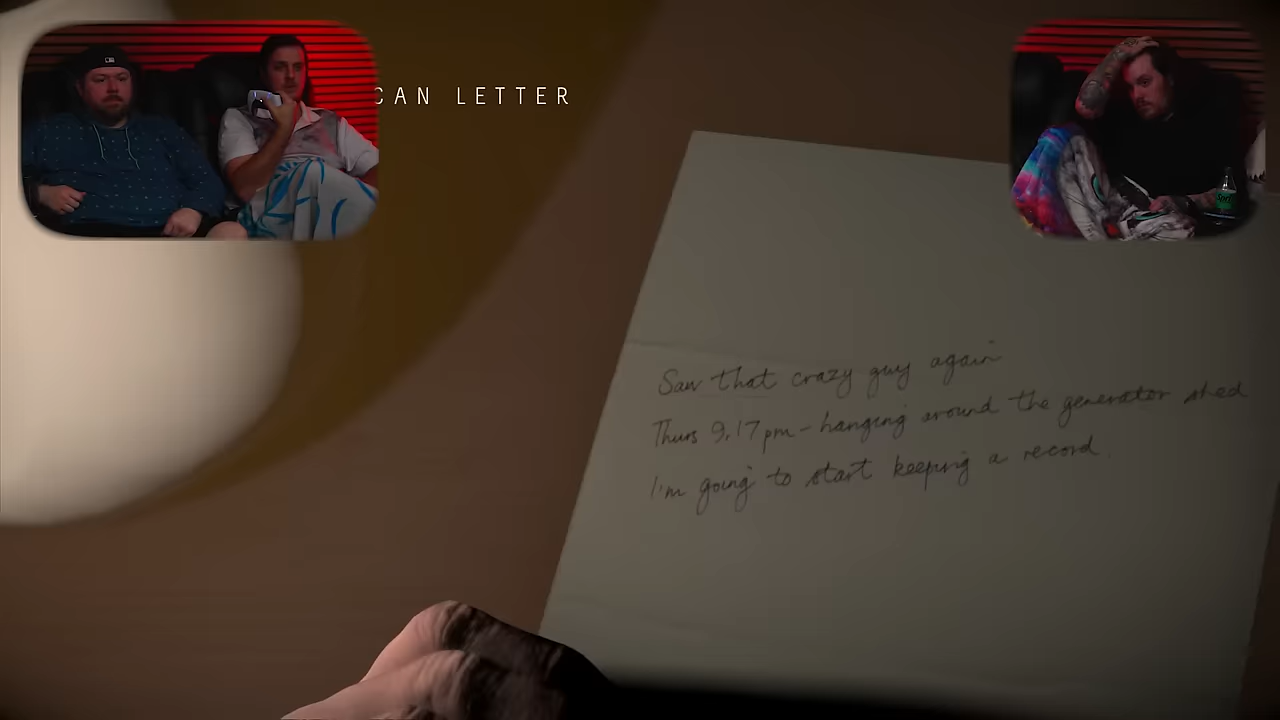 CAN LETTER
Saw that crazy guy again
Thurs 9.17pm - hanging around the generator shed
I'm going to start keeping a record.